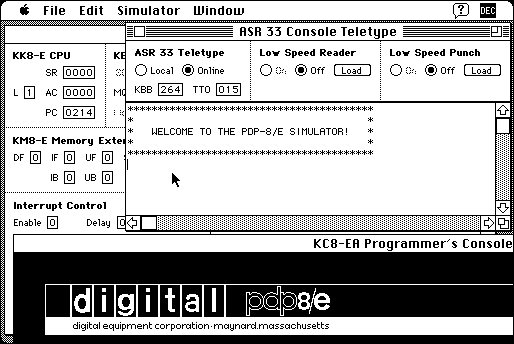 File Edit Simulator Window
? DEC
ASR 33 Console Teletype
KK8-E CPU
SR 0000
L 1 AC 0000
PC 0214
KM8-E Memory Exten
DF 0 IF 0 UF 0
IB 0 UB 0
Interrupt Control
Enable 0 Delay 0
ASR 33 Teletype
Local Online
KBB 264 TTO 015
Low Speed Reader
On Off Load
Low Speed Punch
On Off Load
*****************************************
* *
* WELCOME TO THE PDP-8/E SIMULATOR! *
* *
*****************************************
KC8-EA Programmer's Console
digital pdp8/e
digital equipment corporation·maynard.massachusetts